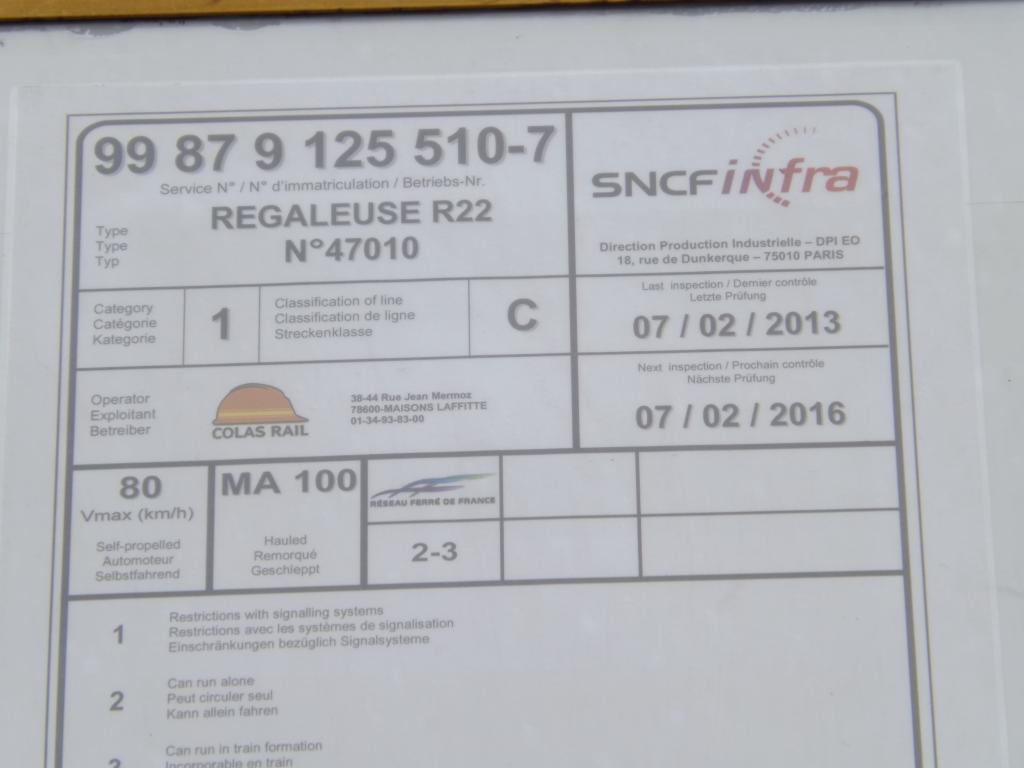 99 87 9 125 510-7
Service N° / N° d'immatriculation / Betriebs-Nr.
Type
Type
Typ
REGALEUSE R22
N°47010
SNCF infra
Direction Production Industrielle – DPI EO
18, rue de Dunkerque – 75010 PARIS
Category
Catégorie
Kategorie
1
Classification of line
Classification de ligne
Streckenklasse
C
Last inspection / Dernier contrôle
Letzte Prüfung
07 / 02 / 2013
Next inspection / Prochain contrôle
Nächste Prüfung
07 / 02 / 2016
Operator
Exploitant
Betreiber
COLAS RAIL
38-44 Rue Jean Mermoz
78600-MAISONS LAFFITTE
01-34-93-83-00
80
Vmax (km/h)
Self-propelled
Automoteur
Selbstfahrend
MA 100
Hauled
Remorqué
Geschleppt
RÉSEAU FERRÉ DE FRANCE
2-3
1
Restrictions with signalling systems
Restrictions avec les systèmes de signalisation
Einschränkungen bezüglich Signalsysteme
2
Can run alone
Peut circuler seul
Kann allein fahren
3
Can run in train formation
Incorporable en train